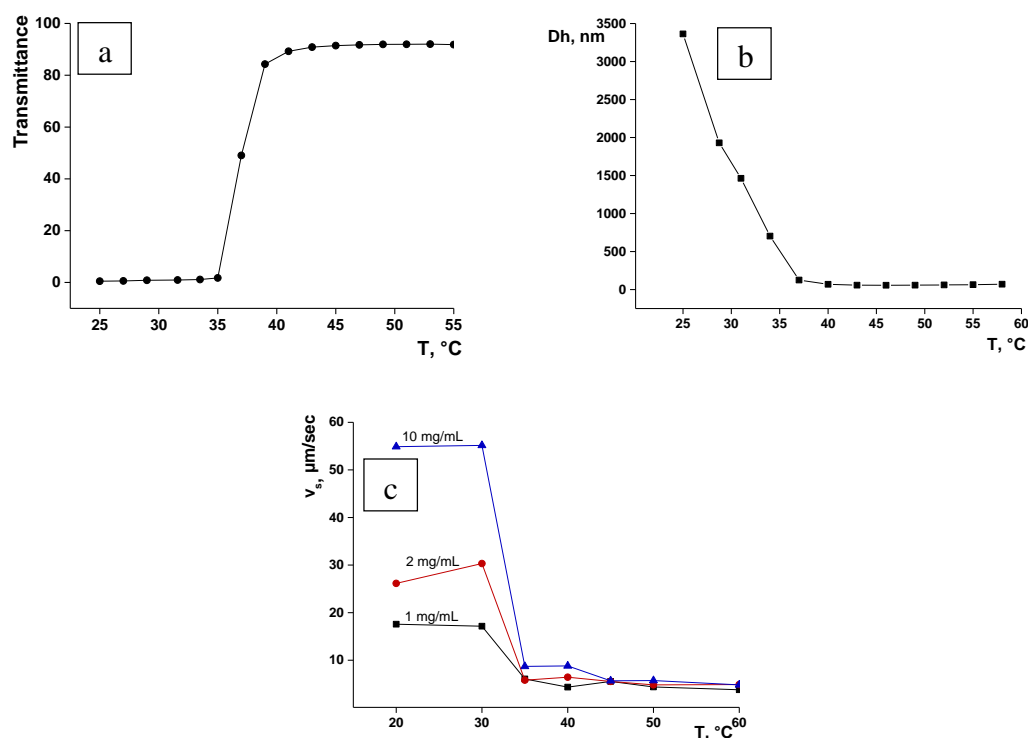 a
Transmittance
100
80
60
40
20
0
25 30 35 40 45 50 55
T, °C
b
Dh, nm
3500
3000
2500
2000
1500
1000
500
0
25 30 35 40 45 50 55 60
T, °C
c
vs, µm/sec
60
50
40
30
20
10
10 mg/mL
2 mg/mL
1 mg/mL
20 30 40 50 60
T, °C